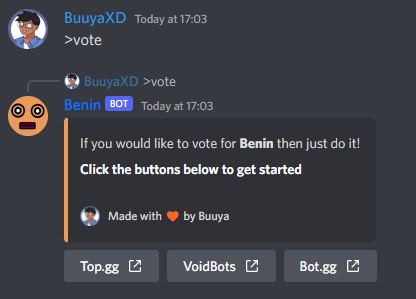 BuuyaXD Today at 17:03
>vote
BuuyaXD >vote
Benin BOT Today at 17:03
If you would like to vote for Benin then just do it!
Click the buttons below to get started
Made with 🧡 by Buuya
Top.gg VoidBots Bot.gg